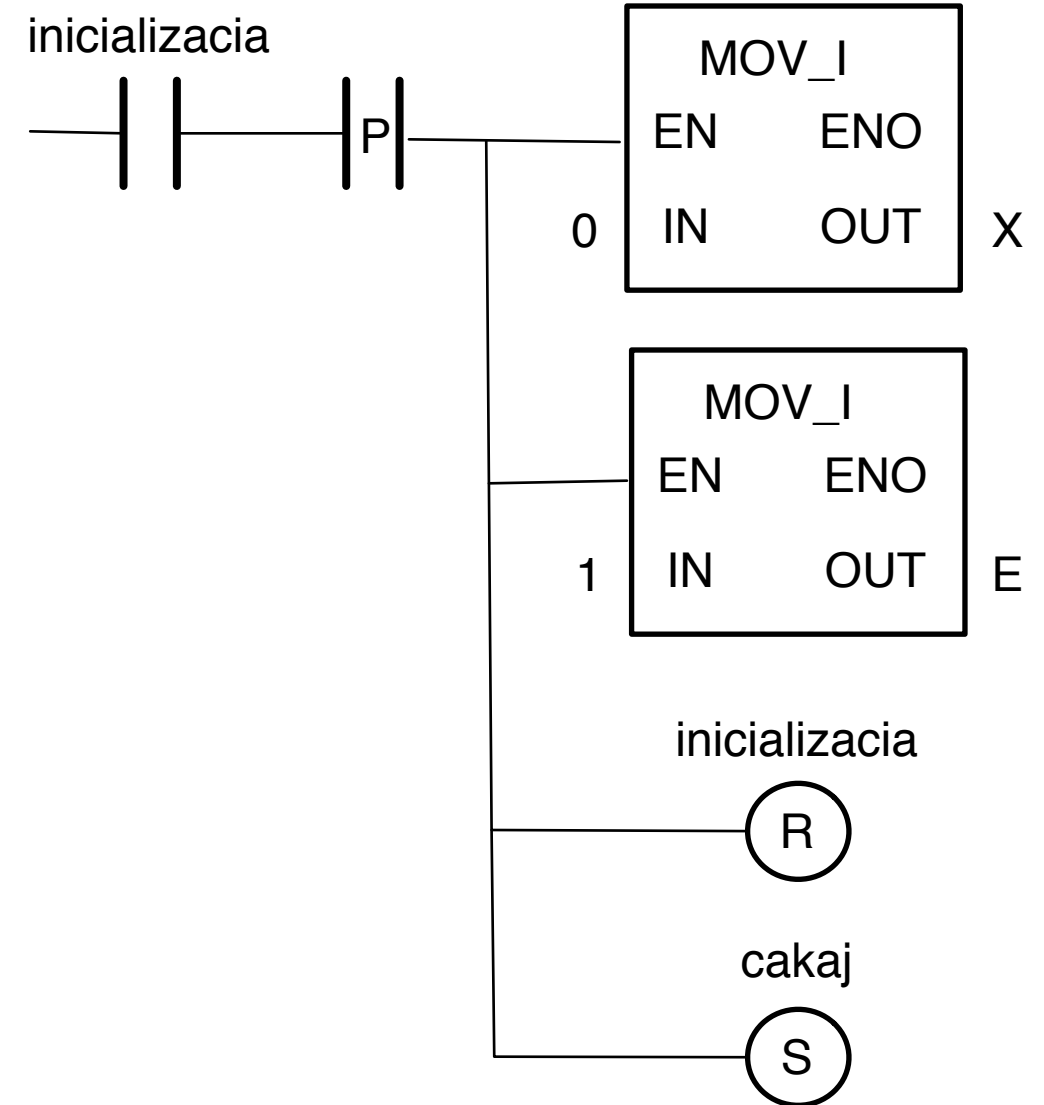 inicializacia
P
MOV_I
EN ENO
0 IN OUT X
MOV_I
EN ENO
1 IN OUT E
inicializacia
R
cakaj
S